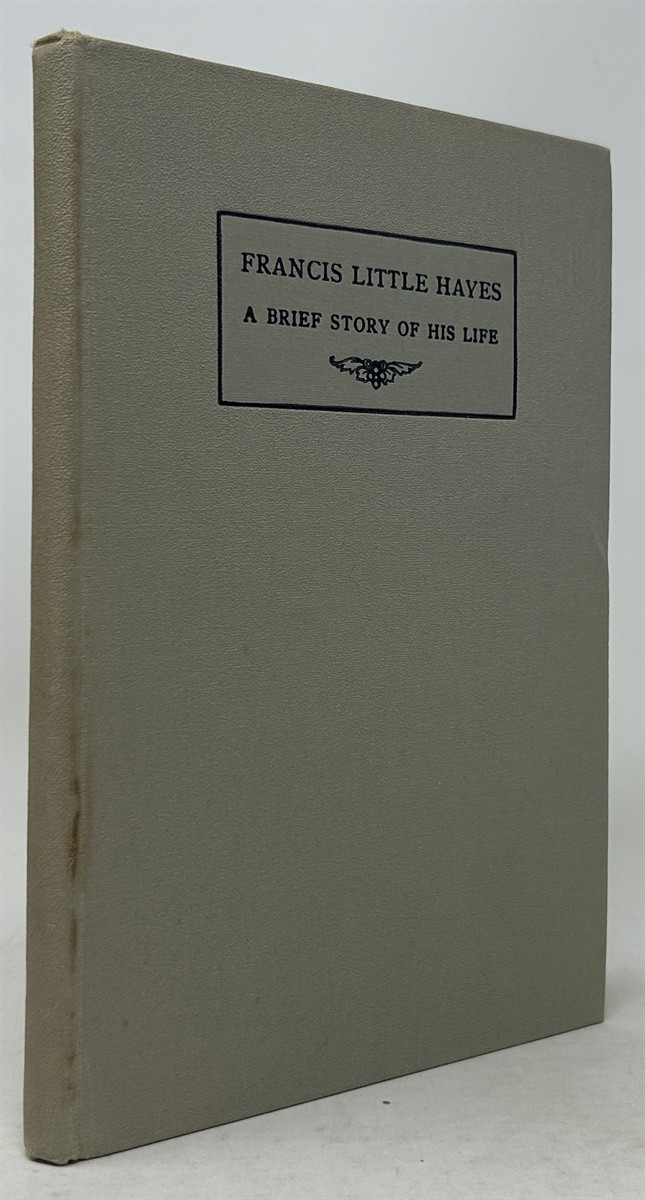 FRANCIS LITTLE HAYES
A BRIEF STORY OF HIS LIFE